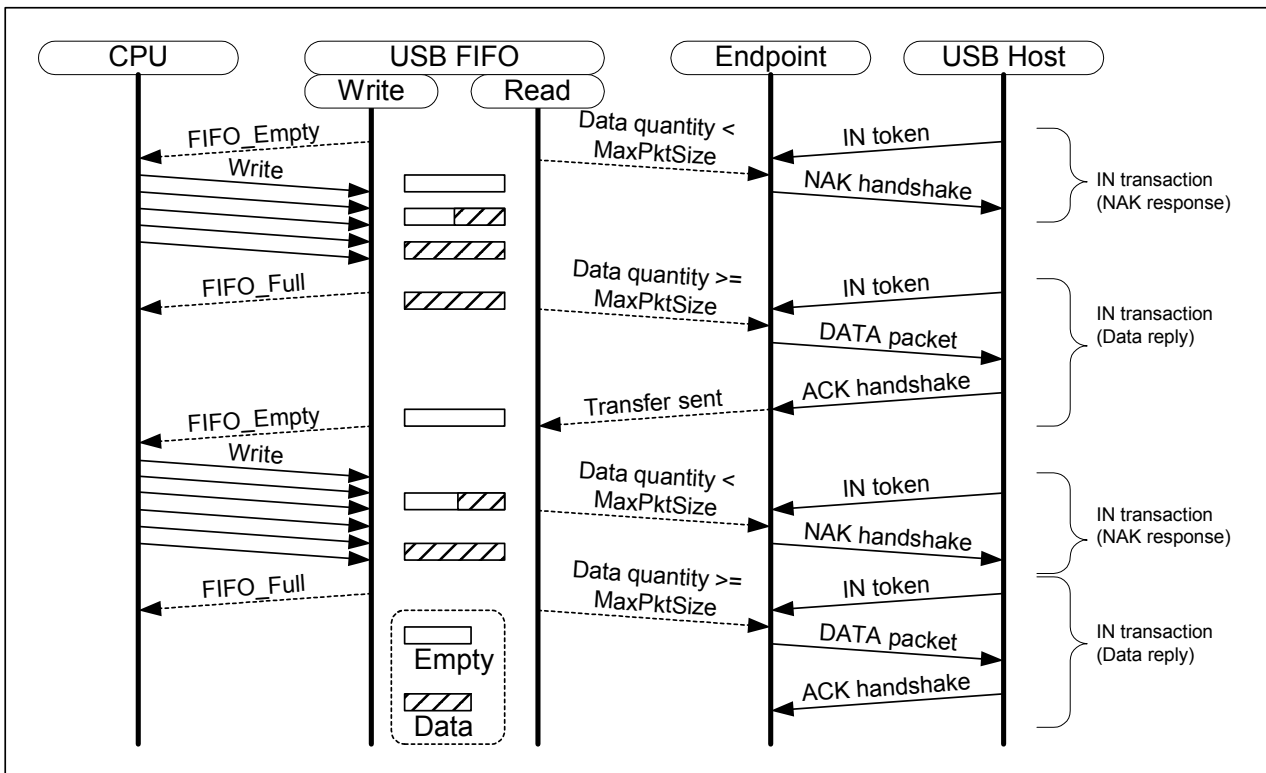 CPU
USB FIFO
Endpoint
USB Host
Write
Read
FIFO_Empty
Data quantity <
MaxPktSize
IN token
Write
NAK handshake
IN transaction
(NAK response)
FIFO_Full
Data quantity >=
MaxPktSize
IN token
DATA packet
IN transaction
(Data reply)
ACK handshake
Transfer sent
FIFO_Empty
Write
Data quantity <
MaxPktSize
IN token
NAK handshake
IN transaction
(NAK response)
FIFO_Full
Data quantity >=
MaxPktSize
IN token
DATA packet
IN transaction
(Data reply)
Empty
ACK handshake
Data